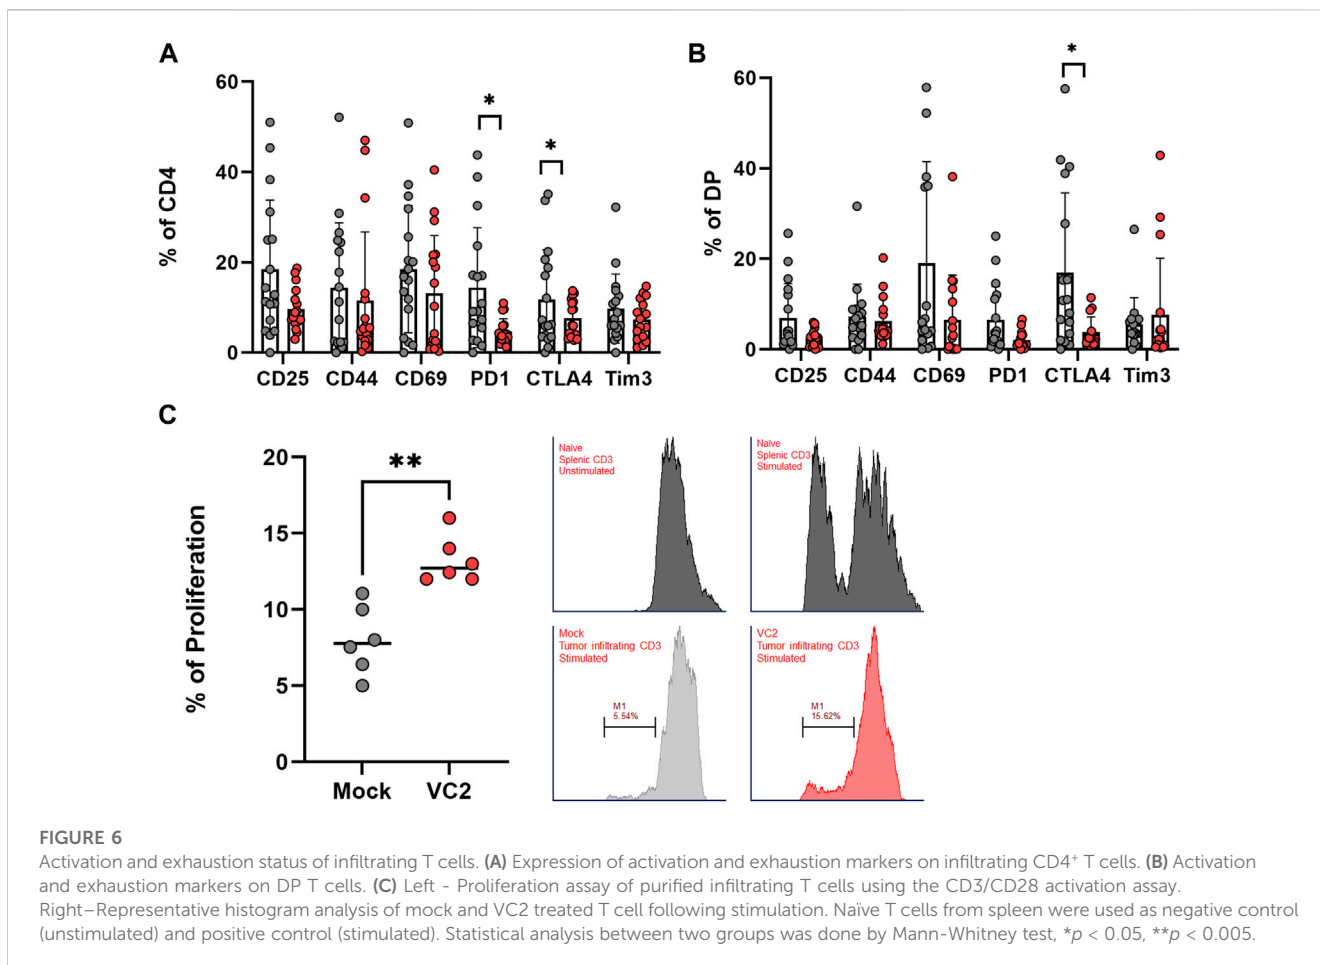 A
*
*
% of CD4
60
40
20
0
CD25 CD44 CD69 PD1 CTLA4 Tim3
B
*
% of DP
60
40
20
0
CD25 CD44 CD69 PD1 CTLA4 Tim3
C
**
% of Proliferation
20
15
10
5
0
Mock VC2
Naïve
Splenic CD3
Unstimulated
Naïve
Splenic CD3
Stimulated
Mock
Tumor infiltrating CD3
Stimulated
M1
5.54%
VC2
Tumor infiltrating CD3
Stimulated
M1
15.62%
FIGURE 6
Activation and exhaustion status of infiltrating T cells. (A) Expression of activation and exhaustion markers on infiltrating CD4⁺ T cells. (B) Activation
and exhaustion markers on DP T cells. (C) Left - Proliferation assay of purified infiltrating T cells using the CD3/CD28 activation assay.
Right–Representative histogram analysis of mock and VC2 treated T cell following stimulation. Naïve T cells from spleen were used as negative control
(unstimulated) and positive control (stimulated). Statistical analysis between two groups was done by Mann-Whitney test, *p < 0.05, **p < 0.005.